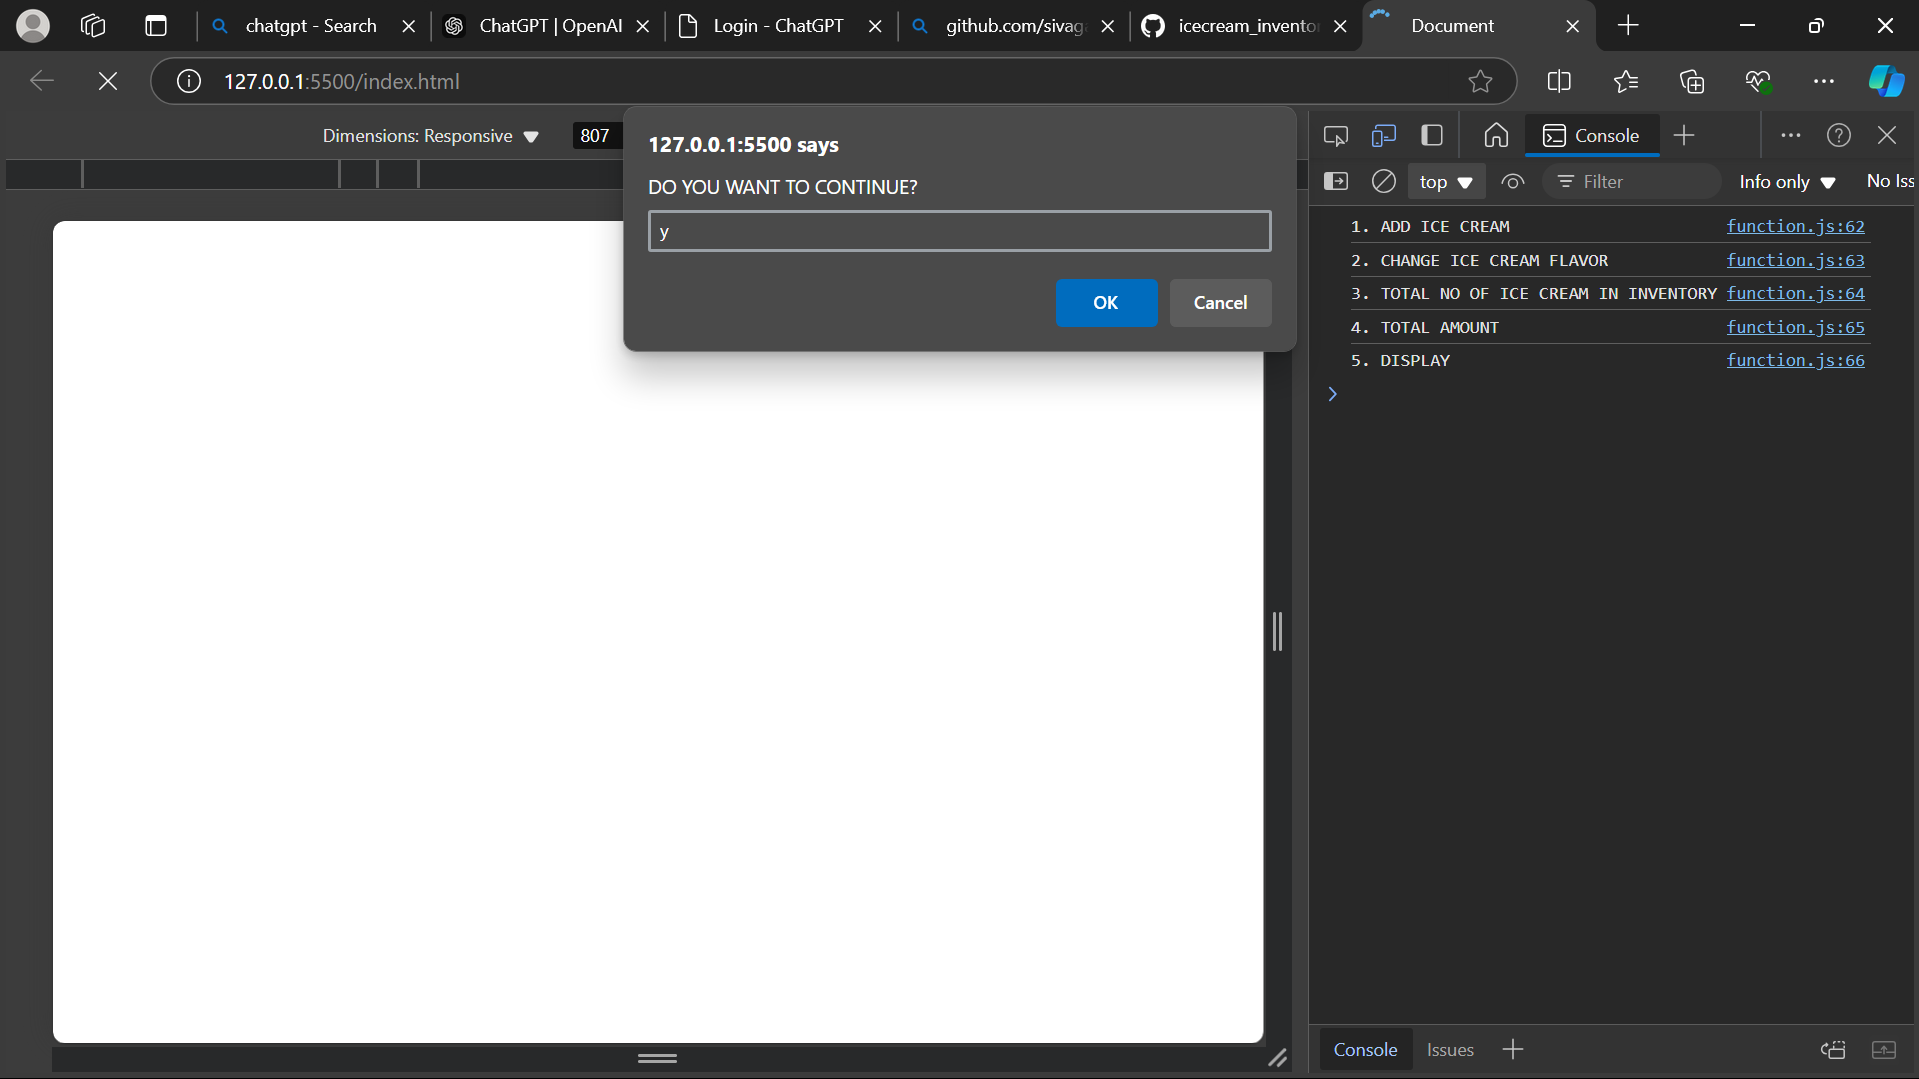 chatgpt - Search
ChatGPT | OpenAI
Login - ChatGPT
github.com/sivaga
icecream_invento
Document
127.0.0.1:5500/index.html
Dimensions: Responsive
807
127.0.0.1:5500 says
DO YOU WANT TO CONTINUE?
y
OK
Cancel
Console
top
Filter
Info only
No Iss
1. ADD ICE CREAM function.js:62
2. CHANGE ICE CREAM FLAVOR function.js:63
3. TOTAL NO OF ICE CREAM IN INVENTORY function.js:64
4. TOTAL AMOUNT function.js:65
5. DISPLAY function.js:66
Console
Issues